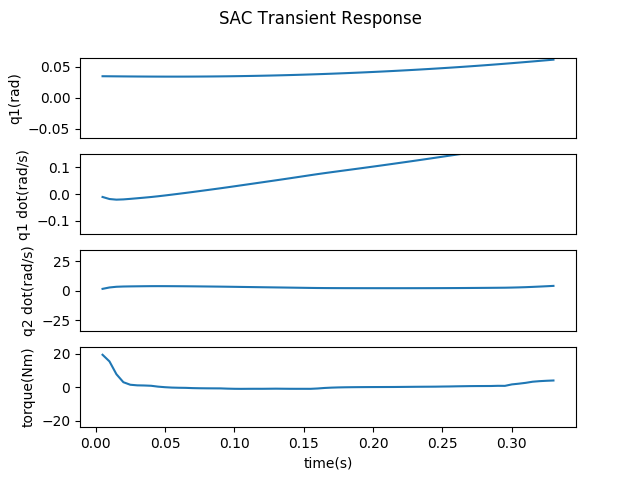 SAC Transient Response
q1(rad)
0.05
0.00
−0.05
q1 dot(rad/s)
0.1
0.0
−0.1
q2 dot(rad/s)
25
0
−25
torque(Nm)
20
0
−20
0.00 0.05 0.10 0.15 0.20 0.25 0.30
time(s)